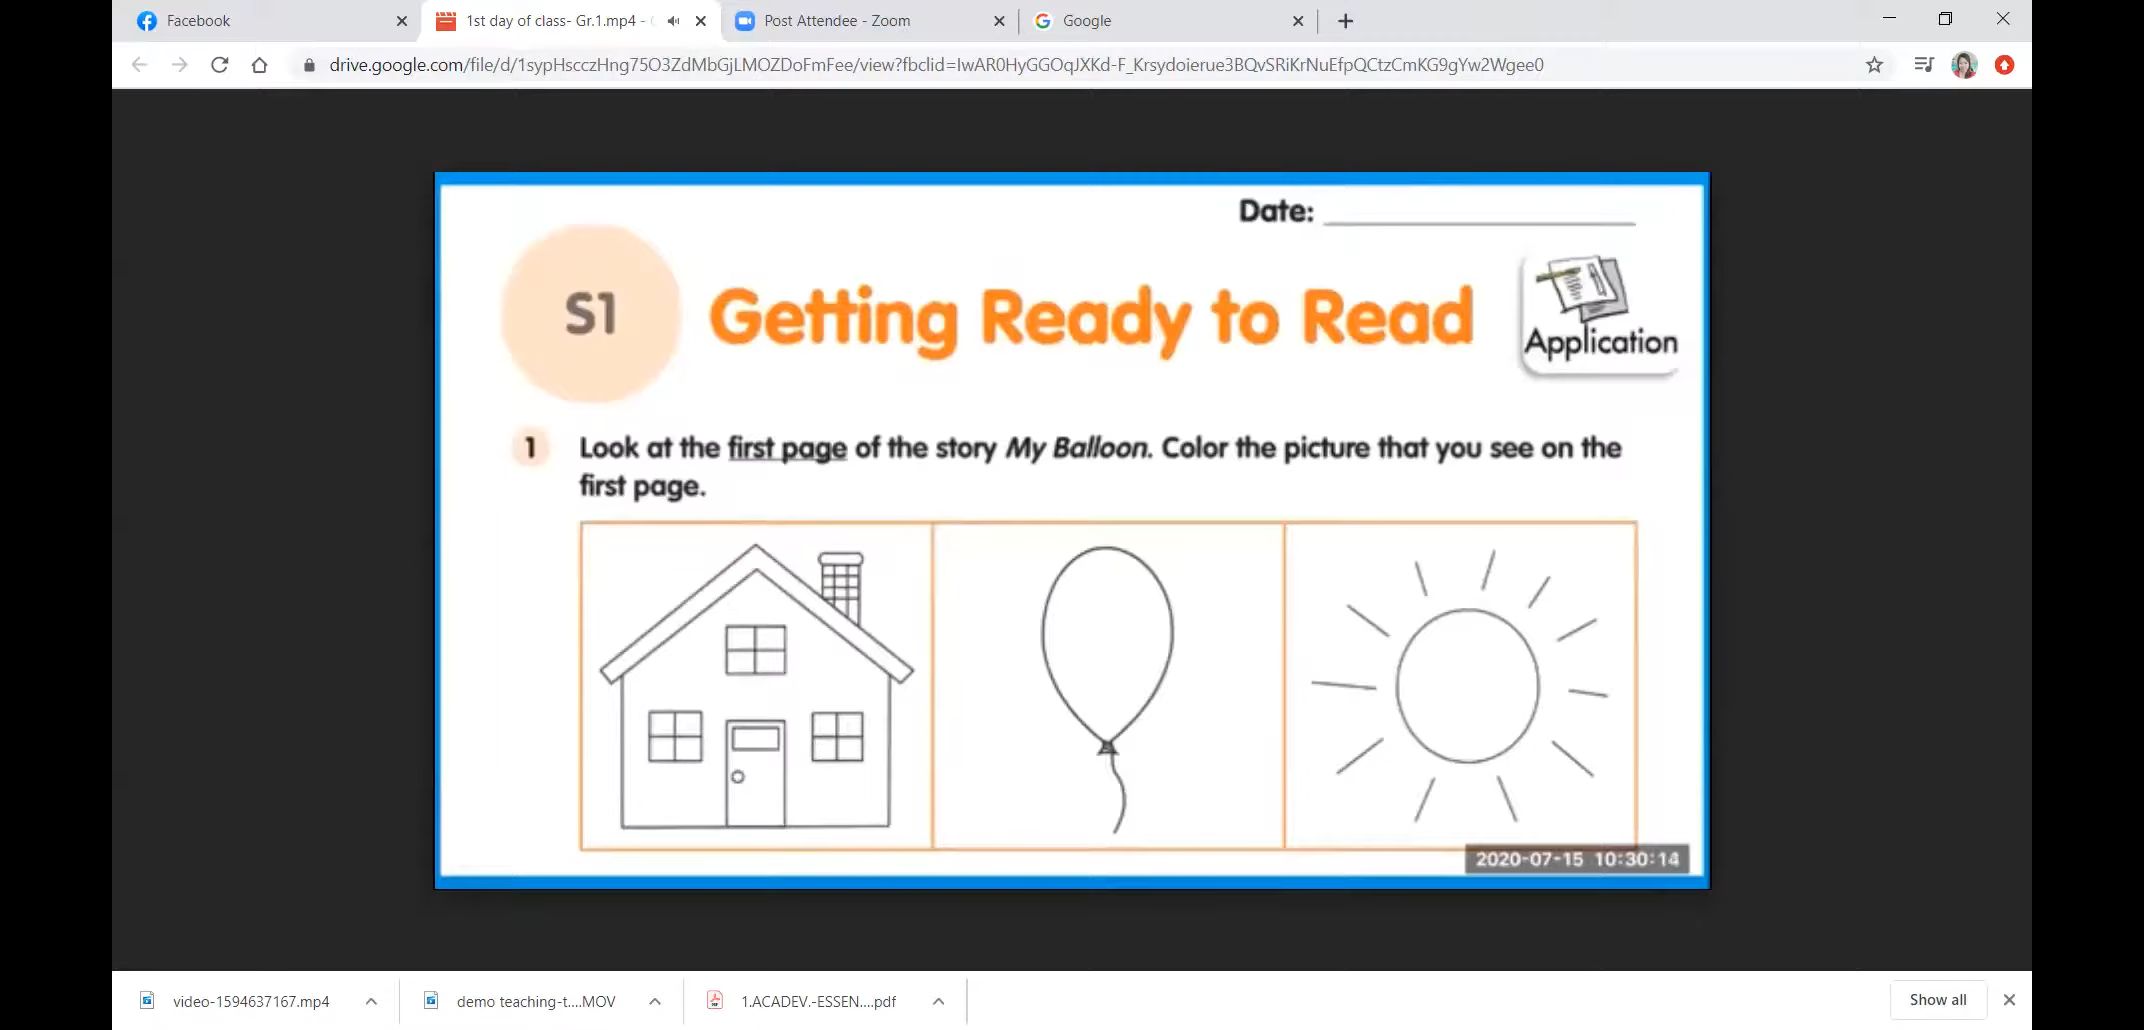 Facebook
1st day of class- Gr.1.mp4 -
Post Attendee - Zoom
Google
drive.google.com/file/d/1sypHscczHng75O3ZdMbGjLMOZDoFmFee/view?fbclid=IwAR0HyGGOqJXKd-F_Krsydoierue3BQvSRiKrNuEfpQCtzCmKG9gYw2Wgee0
Date:
S1
Getting Ready to Read
Application
1 Look at the first page of the story My Balloon. Color the picture that you see on the
first page.
2020-07-15 10:30:14
video-1594637167.mp4
demo teaching-t....MOV
1.ACADEV.-ESSEN....pdf
Show all